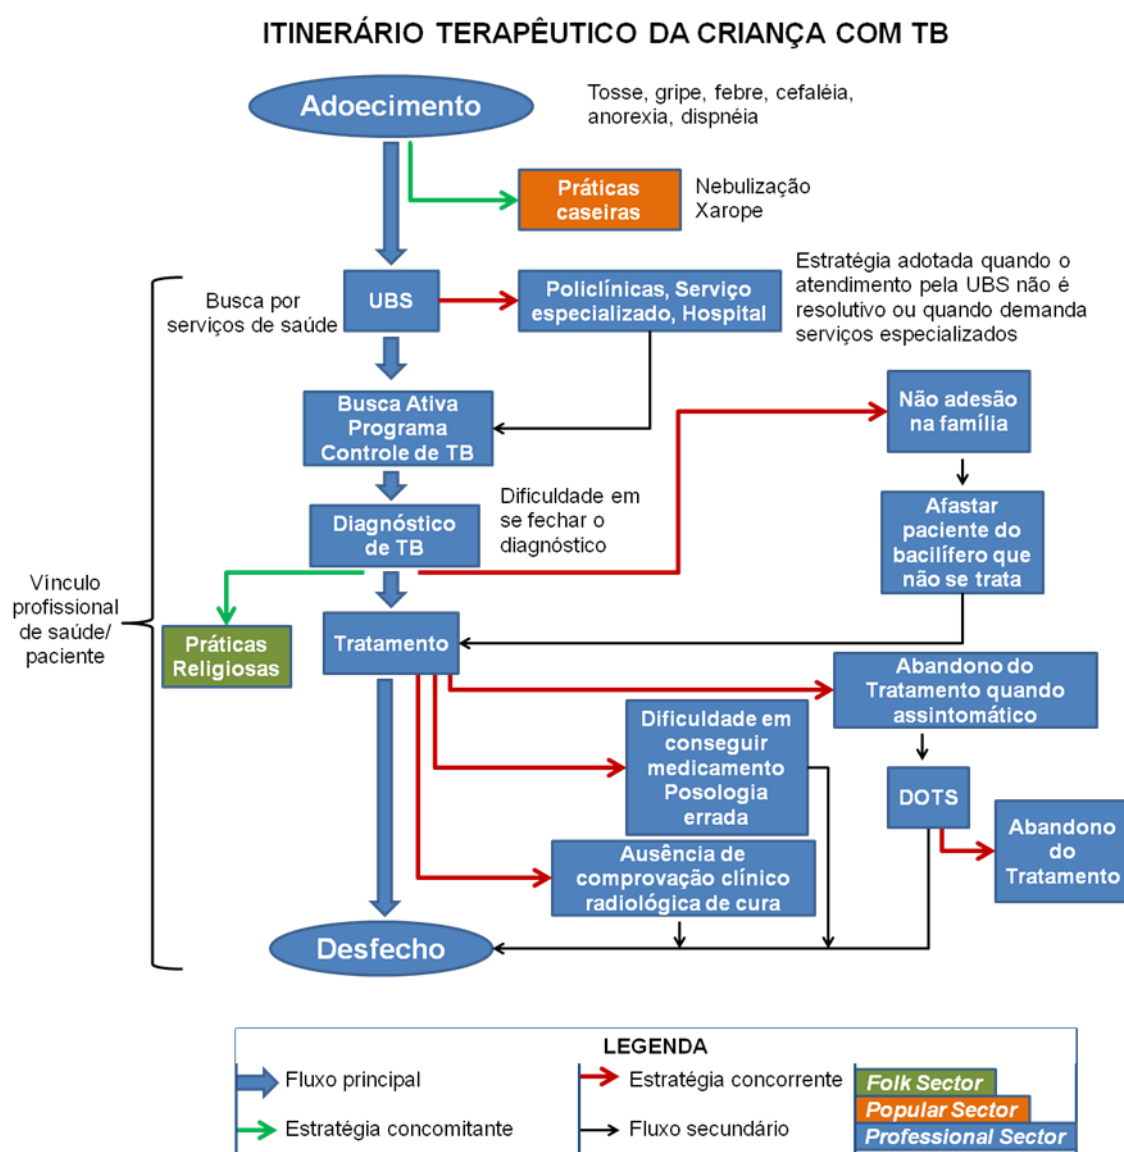 ITINERÁRIO TERAPÊUTICO DA CRIANÇA COM TB
Adoecimento
Tosse, gripe, febre, cefaléia,
anorexia, dispnéia
Práticas
caseiras
Nebulização
Xarope
Busca por
serviços de saúde
UBS
Policlínicas, Serviço
especializado, Hospital
Estratégia adotada quando o
atendimento pela UBS não é
resolutivo ou quando demanda
serviços especializados
Busca Ativa
Programa
Controle de TB
Não adesão
na família
Diagnóstico
de TB
Dificuldade em
se fechar o
diagnóstico
Afastar
paciente do
bacilífero que
não se trata
Vínculo
profissional
de saúde/
paciente
Práticas
Religiosas
Tratamento
Abandono do
Tratamento quando
assintomático
Dificuldade em
conseguir
medicamento
Posologia
errada
DOTS
Abandono
do
Tratamento
Ausência de
comprovação clínico
radiológica de cura
Desfecho
LEGENDA
Fluxo principal
Estratégia concorrente
Folk Sector
Popular Sector
Estratégia concomitante
Fluxo secundário
Professional Sector